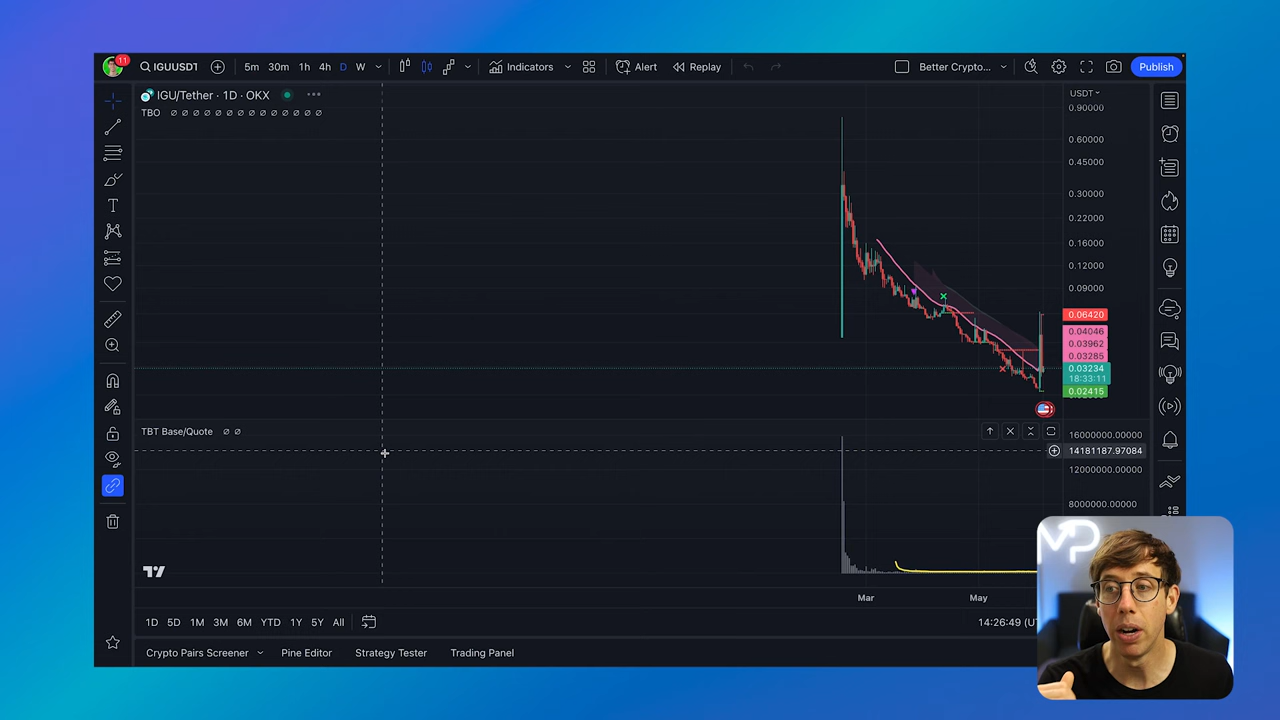 11
IGUUSDT
5m 30m 1h 4h D W
Indicators
Alert
Replay
Better Crypto...
Publish
IGU/Tether · 1D · OKX
TBO ∅ ∅ ∅ ∅ ∅ ∅ ∅ ∅ ∅ ∅ ∅ ∅ ∅ ∅
USDT
0.90000
0.60000
0.45000
0.30000
0.22000
0.16000
0.12000
0.09000
0.06420
0.04046
0.03962
0.03285
0.03234
18:33:11
0.02415
TBT Base/Quote ∅ ∅
16000000.00000
14181187.97084
12000000.00000
8000000.00000
Mar
May
1D 5D 1M 3M 6M YTD 1Y 5Y All
14:26:49 (U
Crypto Pairs Screener
Pine Editor
Strategy Tester
Trading Panel
MP